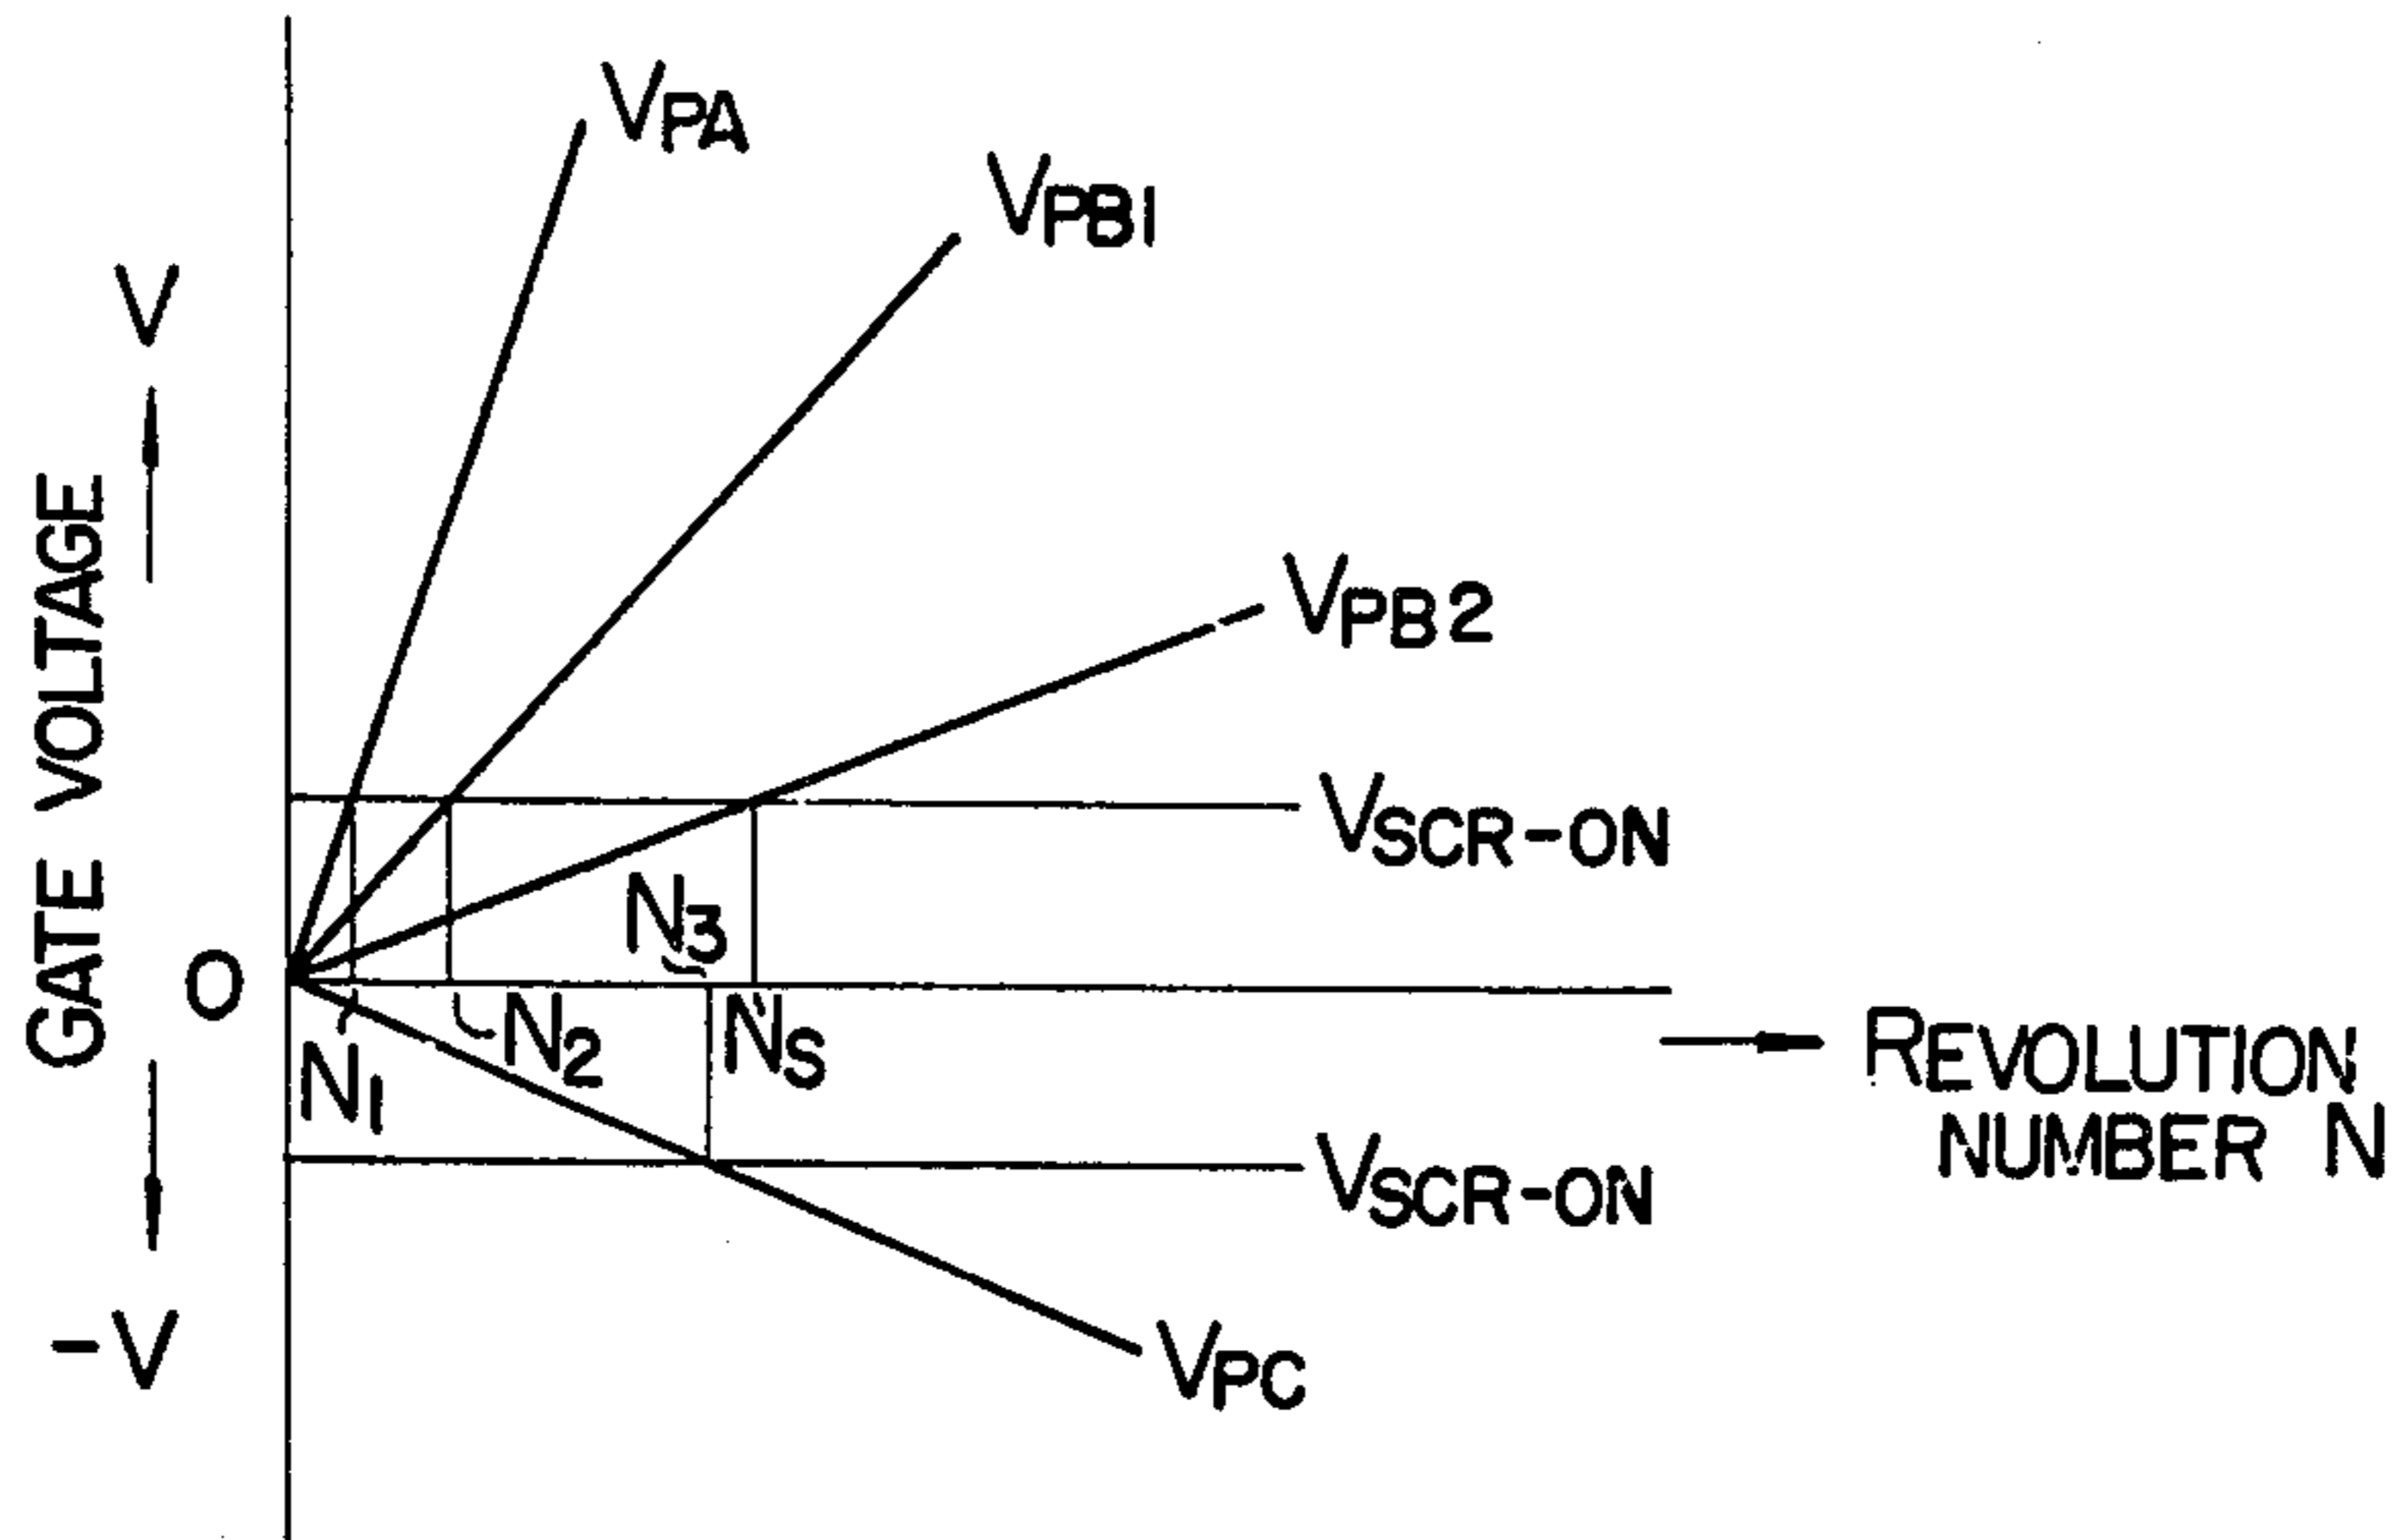 VPA
VPB1
V
VPB2
GATE VOLTAGE
VSCR-ON
N3
O
N1
N2
NS
REVOLUTION
NUMBER N
VSCR-ON
-V
VPC